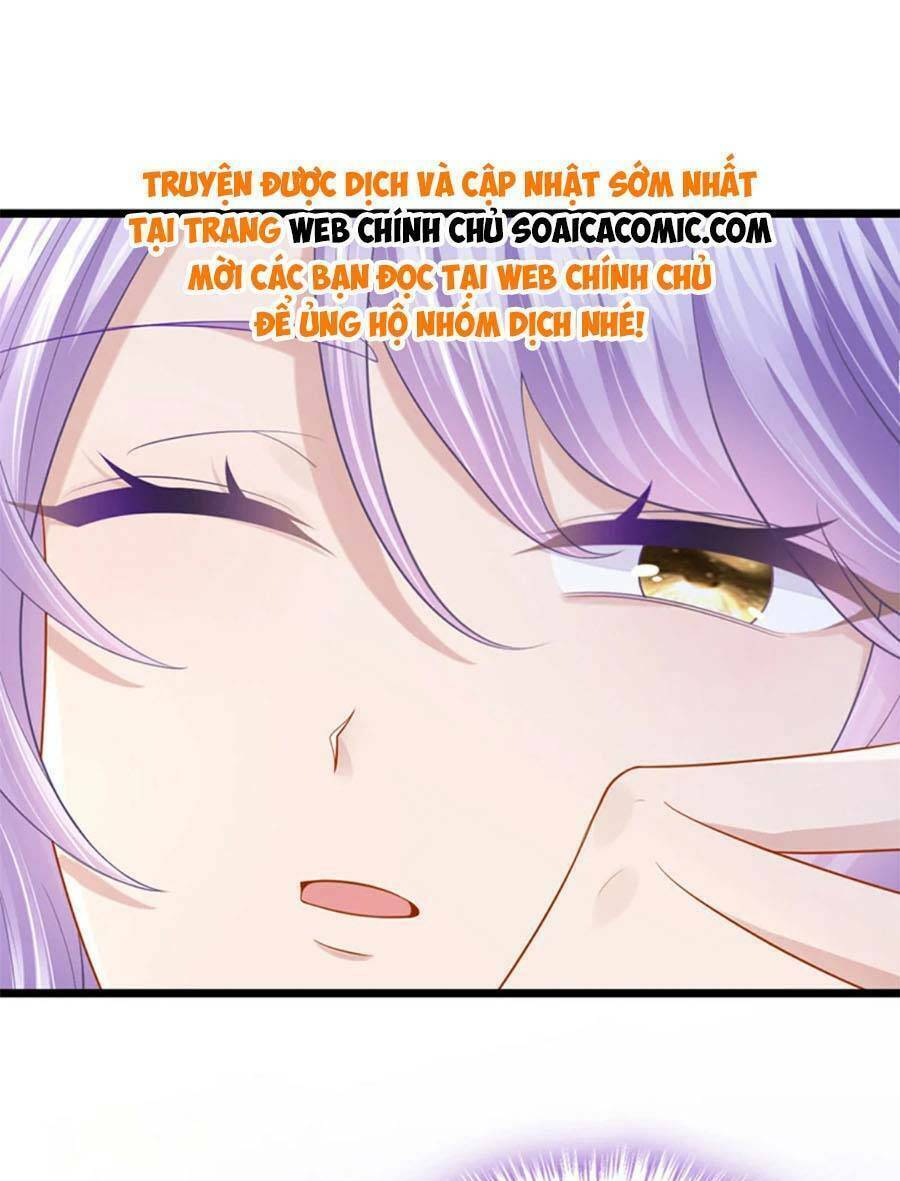 TRUYỆN ĐƯỢC DỊCH VÀ CẬP NHẬT SỚM NHẤT
TẠI TRANG WEB CHÍNH CHỦ SOAICACOMIC.COM
MỜI CÁC BẠN ĐỌC TẠI WEB CHÍNH CHỦ
ĐỂ ỦNG HỘ NHÓM DỊCH NHÉ!